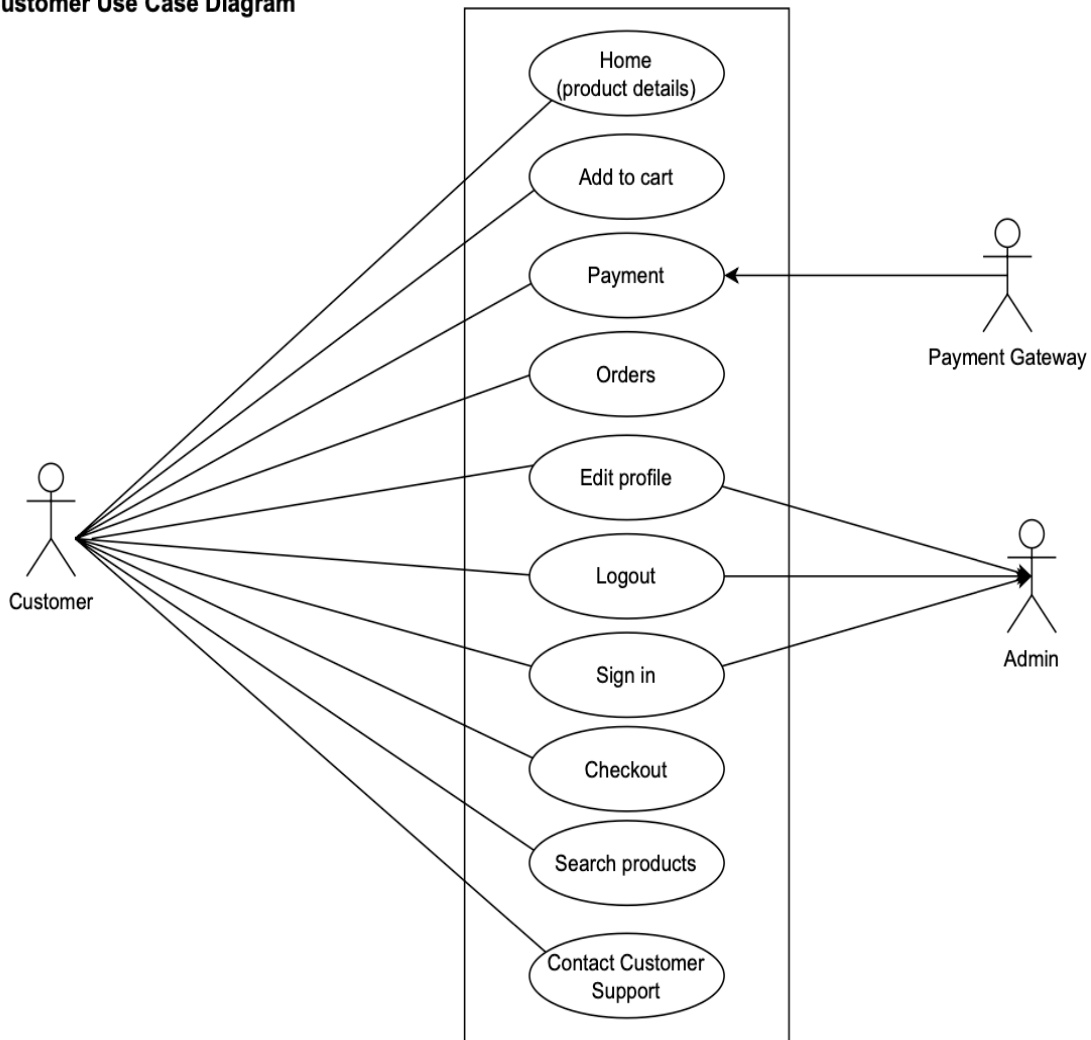 ustomer Use Case Diagram
Home
(product details)
Add to cart
Payment
Payment Gateway
Orders
Edit profile
Customer
Logout
Admin
Sign in
Checkout
Search products
Contact Customer
Support